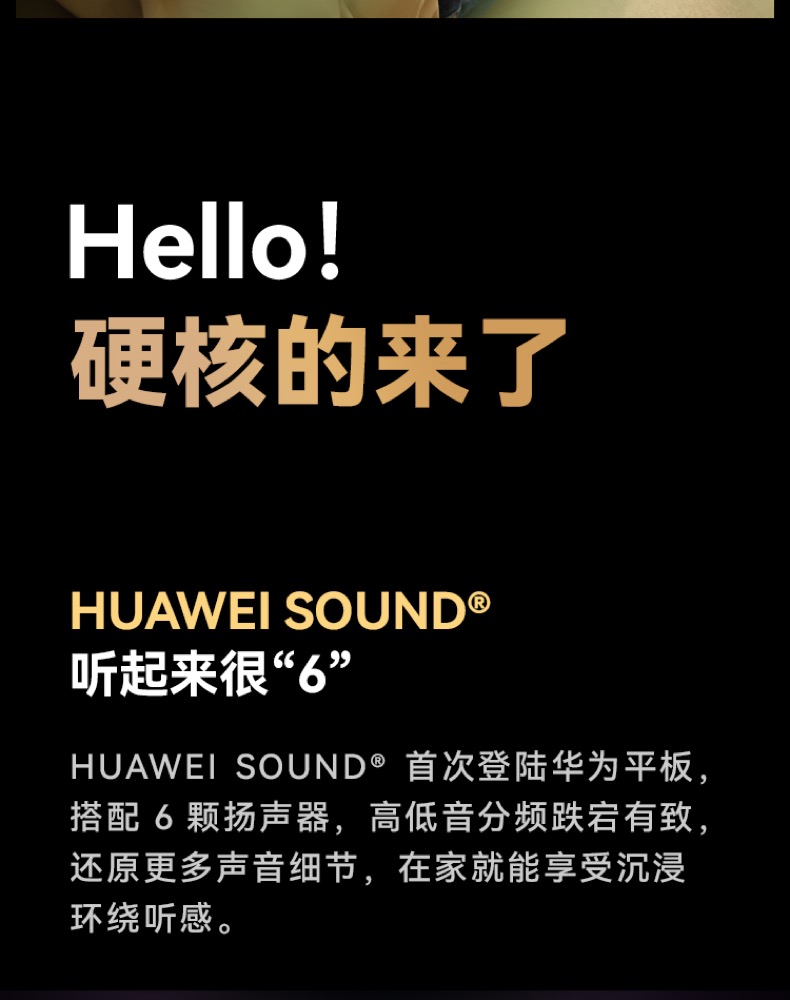 Hello!
硬核的来了
HUAWEI SOUND®
听起来很“6”
HUAWEI SOUND® 首次登陆华为平板，
搭配 6 颗扬声器，高低音分频跌宕有致，
还原更多声音细节，在家就能享受沉浸
环绕听感。